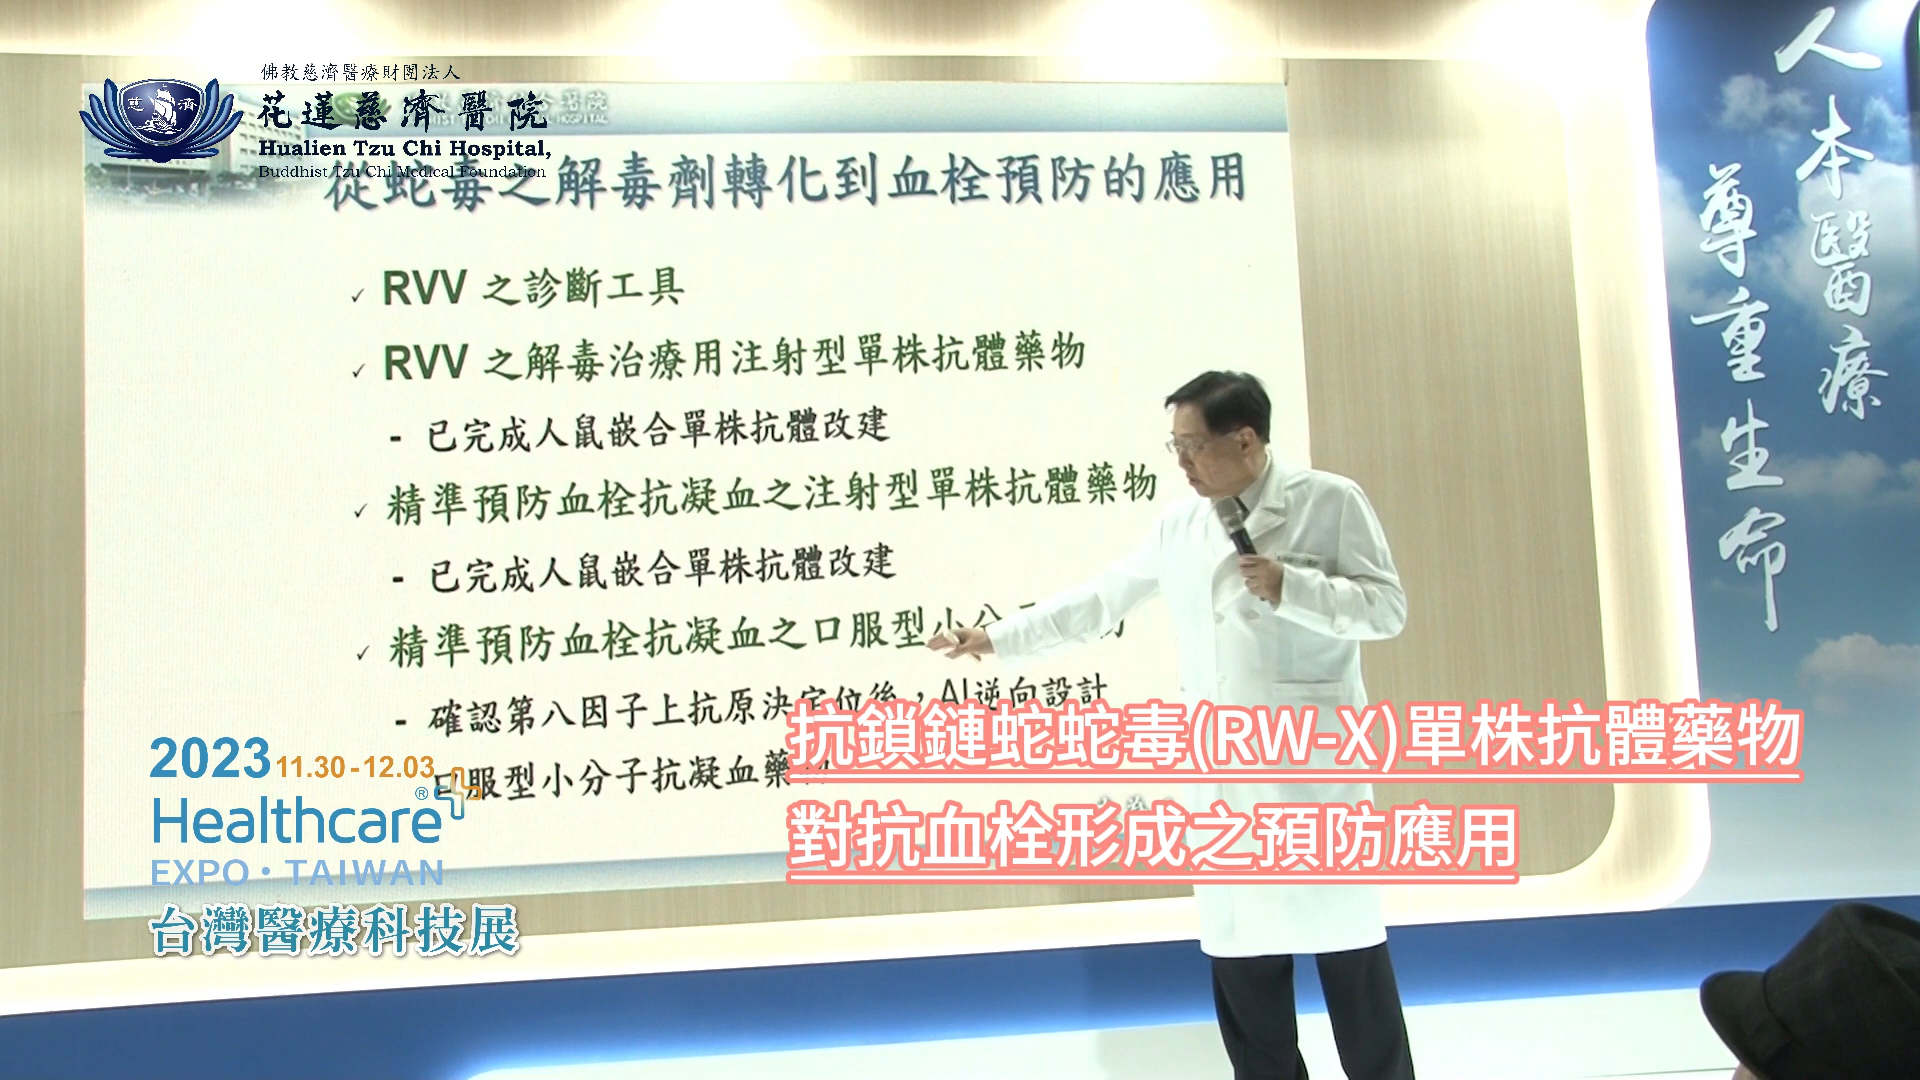 佛教慈濟醫療財團法人
花蓮慈濟醫院
Hualien Tzu Chi Hospital,
Buddhist Tzu Chi Medical Foundation
慈濟
醫院
HOSPITAL
從蛇毒之解毒劑轉化到血栓預防的應用
✓ RVV 之診斷工具
✓ RVV 之解毒治療用注射型單株抗體藥物
- 已完成人鼠嵌合單株抗體改建
✓ 精準預防血栓抗凝血之注射型單株抗體藥物
- 已完成人鼠嵌合單株抗體改建
✓ 精準預防血栓抗凝血之口服型小分
- 確認第八因子上抗原決定位後，AI逆向設計
口服型小分子抗凝血藥
人本醫療
尊重生命
抗鎖鏈蛇蛇毒(RW-X)單株抗體藥物
對抗血栓形成之預防應用
2023 11.30-12.03
Healthcare®
EXPO·TAIWAN
台灣醫療科技展